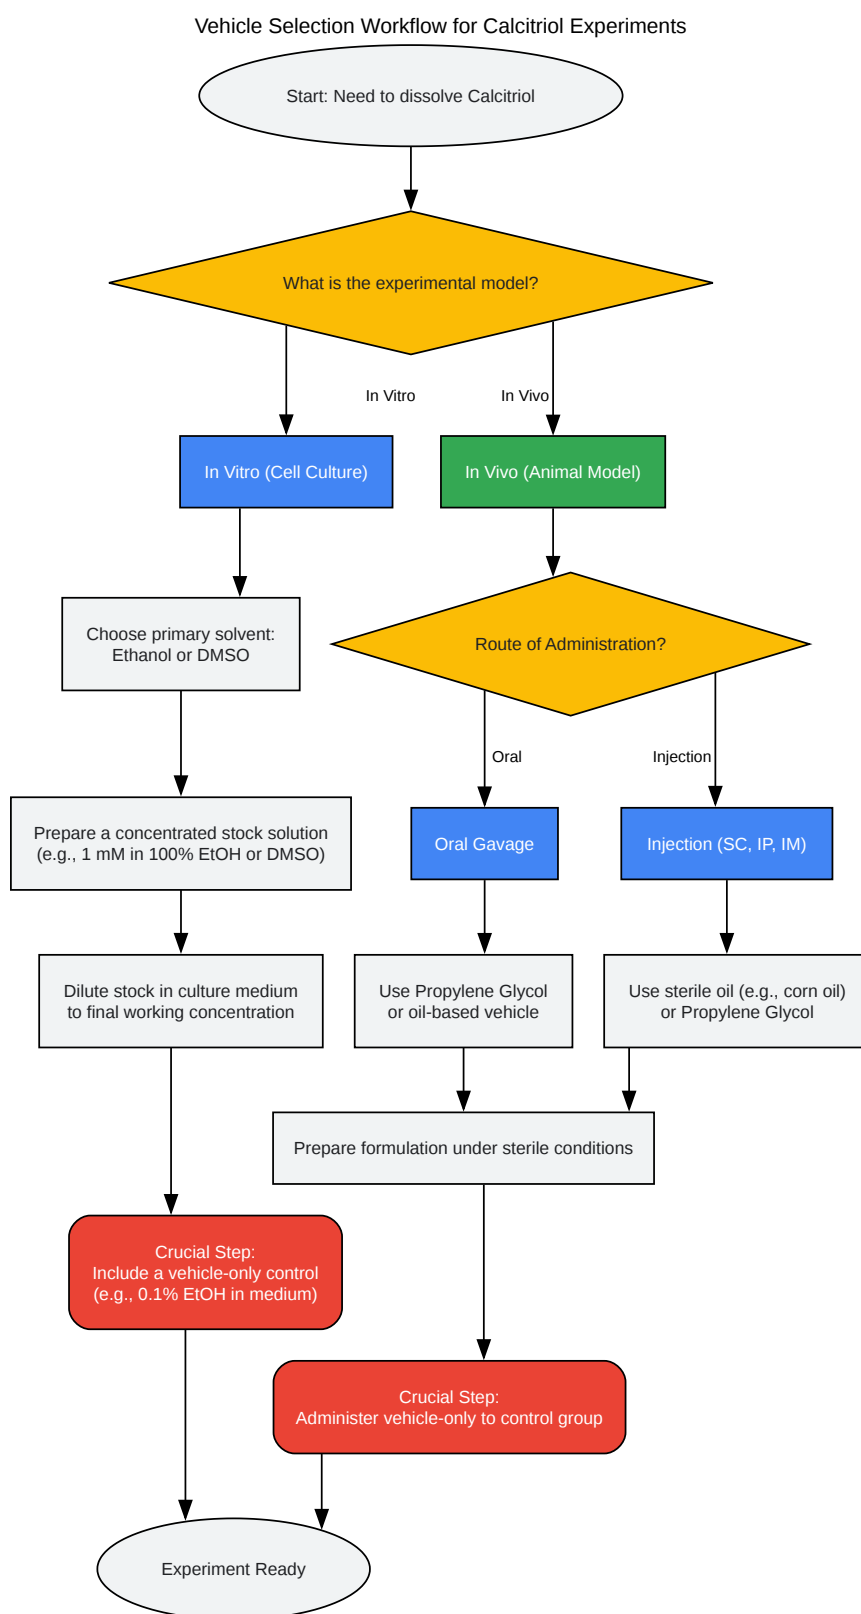 Vehicle Selection Workflow for Calcitriol Experiments
Start: Need to dissolve Calcitriol
What is the experimental model?
In Vitro
In Vivo
In Vitro (Cell Culture)
In Vivo (Animal Model)
Choose primary solvent:
Ethanol or DMSO
Route of Administration?
Oral
Injection
Prepare a concentrated stock solution
(e.g., 1 mM in 100% EtOH or DMSO)
Oral Gavage
Injection (SC, IP, IM)
Dilute stock in culture medium
to final working concentration
Use Propylene Glycol
or oil-based vehicle
Use sterile oil (e.g., corn oil)
or Propylene Glycol
Prepare formulation under sterile conditions
Crucial Step:
Include a vehicle-only control
(e.g., 0.1% EtOH in medium)
Crucial Step:
Administer vehicle-only to control group
Experiment Ready